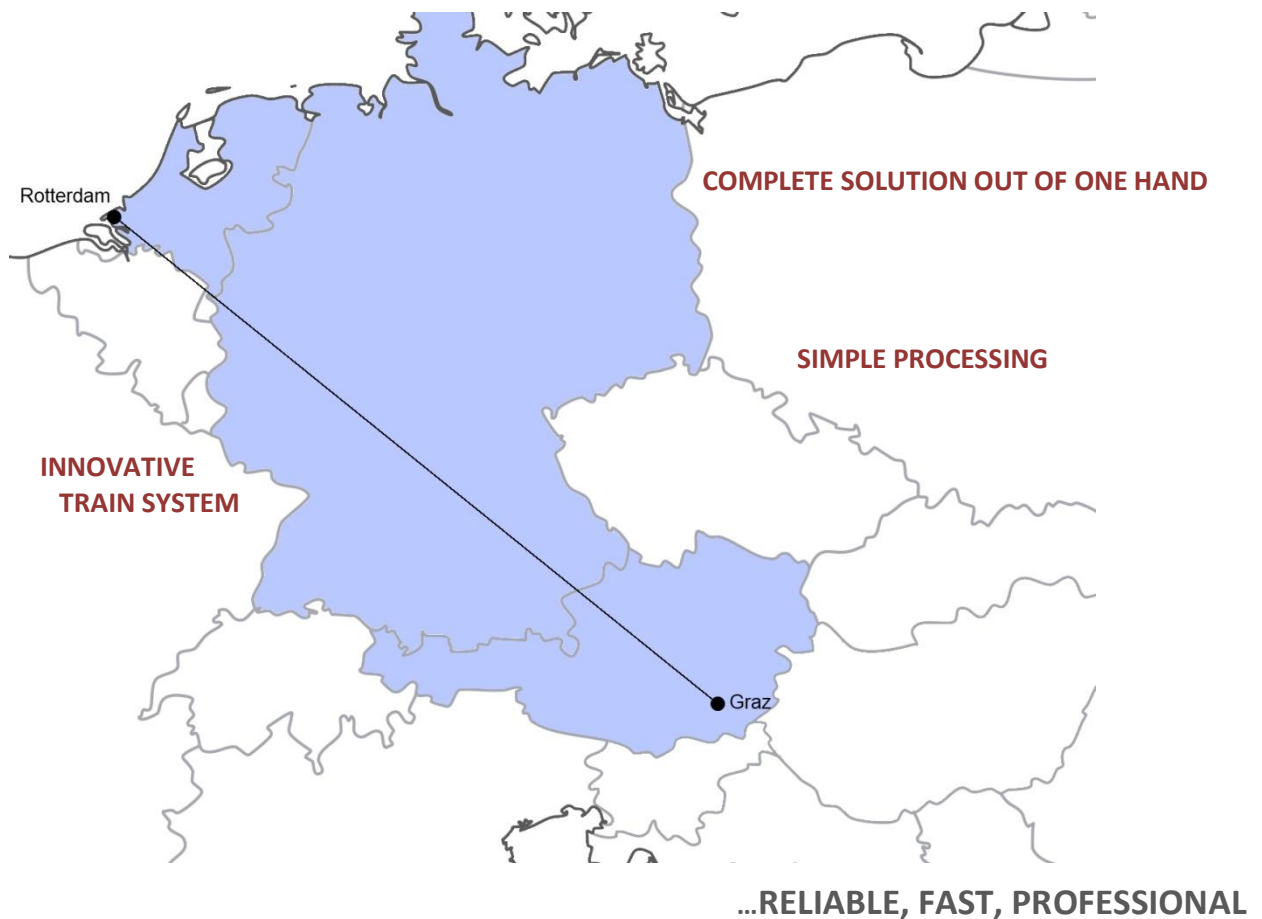 COMPLETE SOLUTION OUT OF ONE HAND
Rotterdam
SIMPLE PROCESSING
INNOVATIVE
TRAIN SYSTEM
Graz
...RELIABLE, FAST, PROFESSIONAL